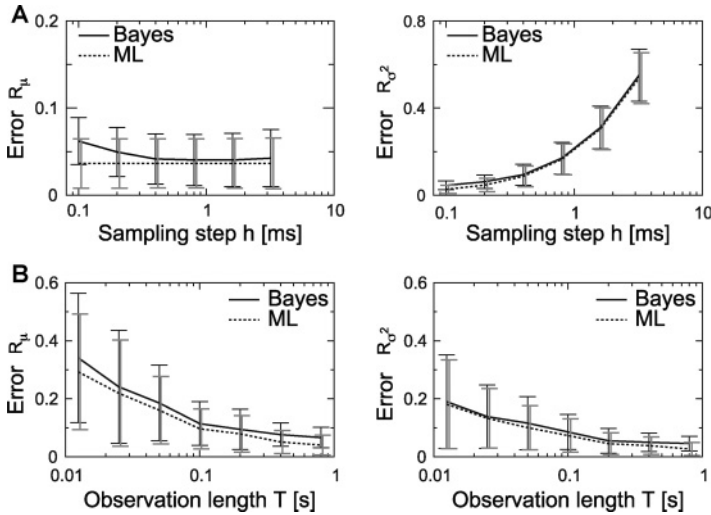 A
Bayes
ML
Error R_μ
0.2
0.1
0
0.1 1 10
Sampling step h [ms]
Bayes
ML
Error R_σ²
0.8
0.4
0.0
0.1 1 10
Sampling step h [ms]
B
Bayes
ML
Error R_μ
0.6
0.4
0.2
0
0.01 0.1 1
Observation length T [s]
Bayes
ML
Error R_σ²
0.6
0.4
0.2
0
0.01 0.1 1
Observation length T [s]